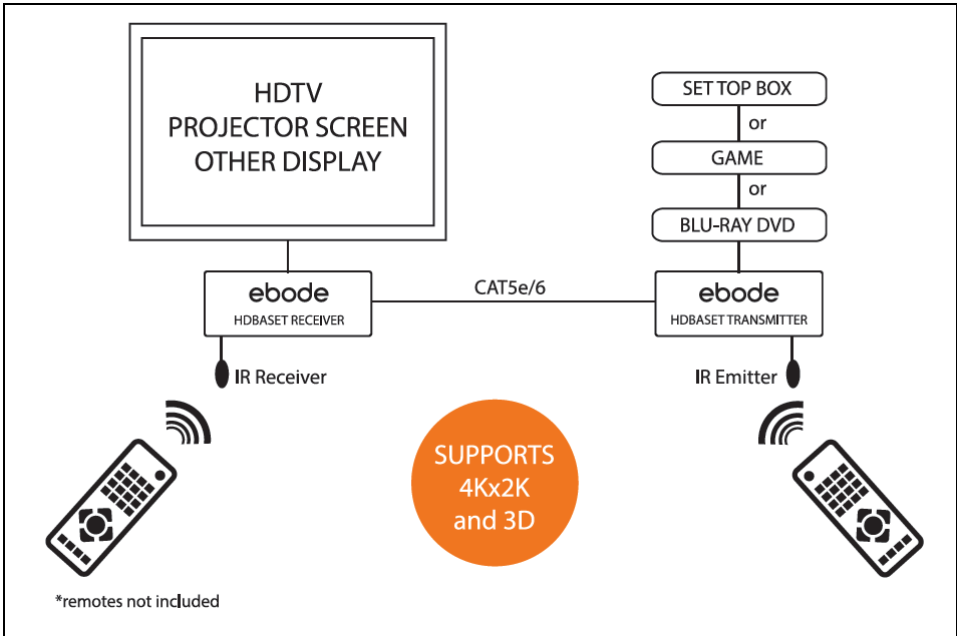 HDTV
PROJECTOR SCREEN
OTHER DISPLAY
SET TOP BOX
or
GAME
or
BLU-RAY DVD
ebode
HDBASET RECEIVER
CAT5e/6
ebode
HDBASET TRANSMITTER
IR Receiver
IR Emitter
SUPPORTS
4Kx2K
and 3D
*remotes not included